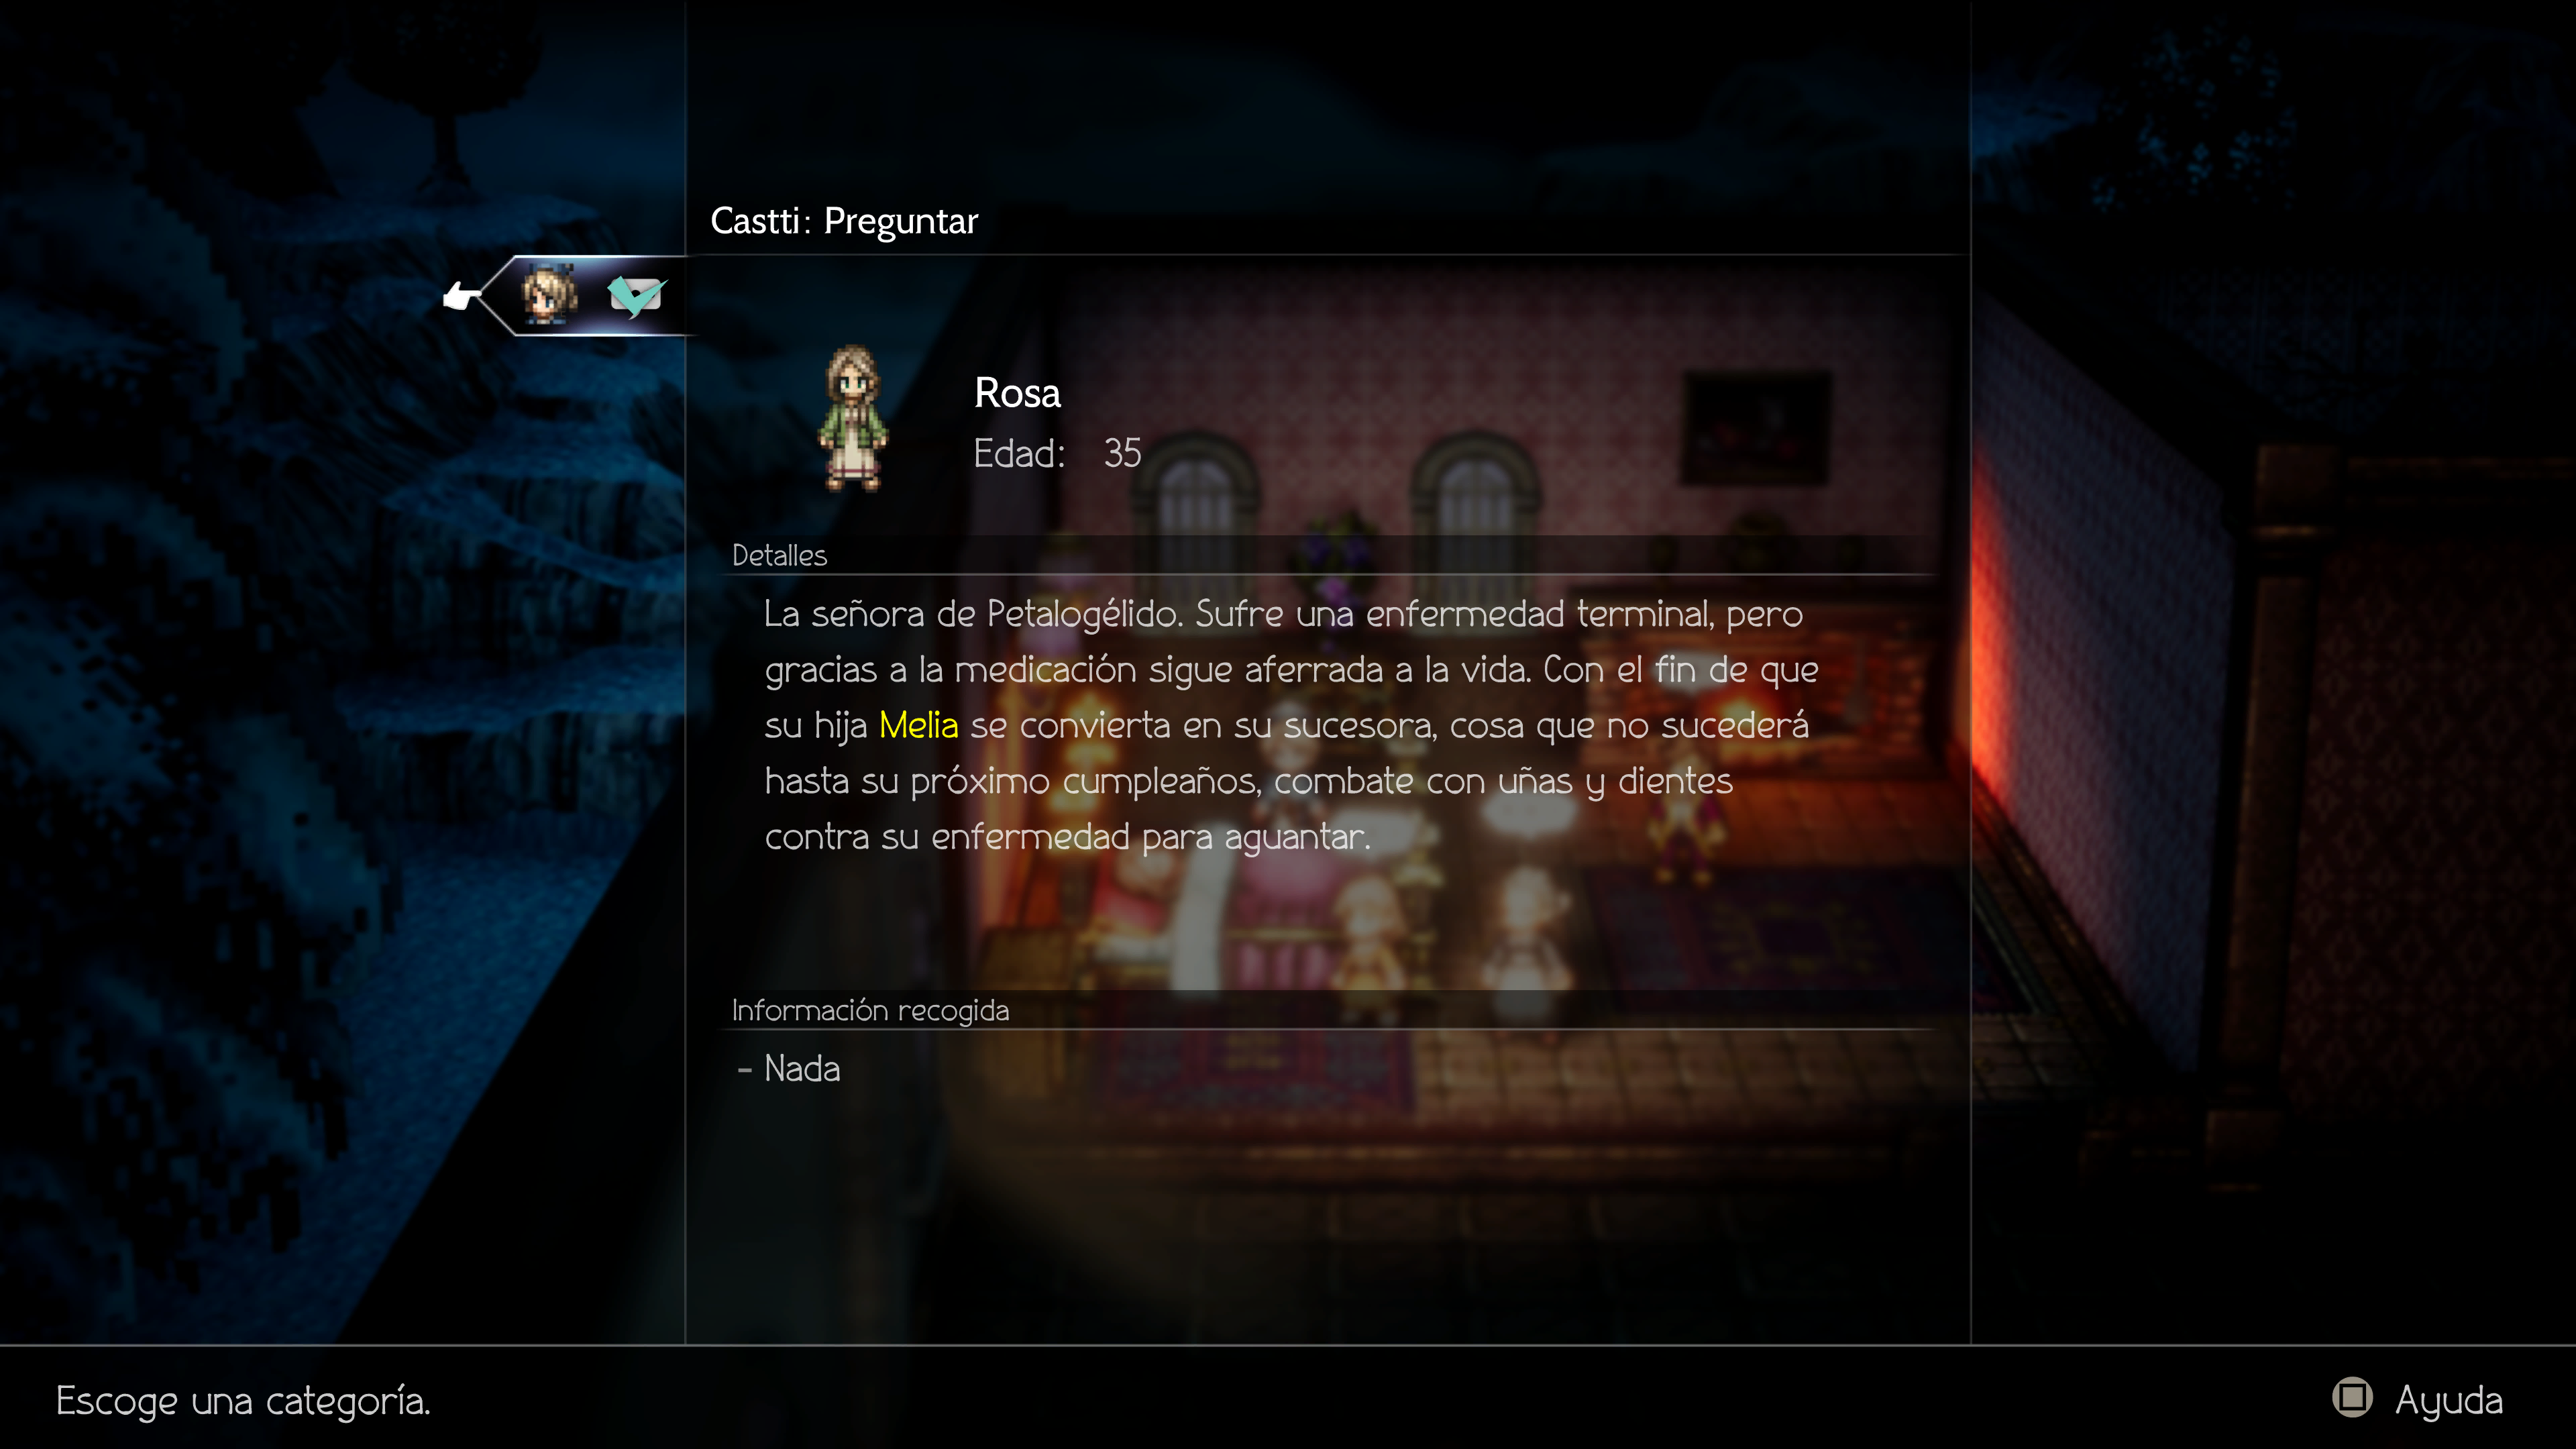 Castti: Preguntar
Rosa
Edad: 35
Detalles
La señora de Petalogélido. Sufre una enfermedad terminal, pero
gracias a la medicación sigue aferrada a la vida. Con el fin de que
su hija Melia se convierta en su sucesora, cosa que no sucederá
hasta su próximo cumpleaños, combate con uñas y dientes
contra su enfermedad para aguantar.
Información recogida
- Nada
Escoge una categoría.
Ayuda